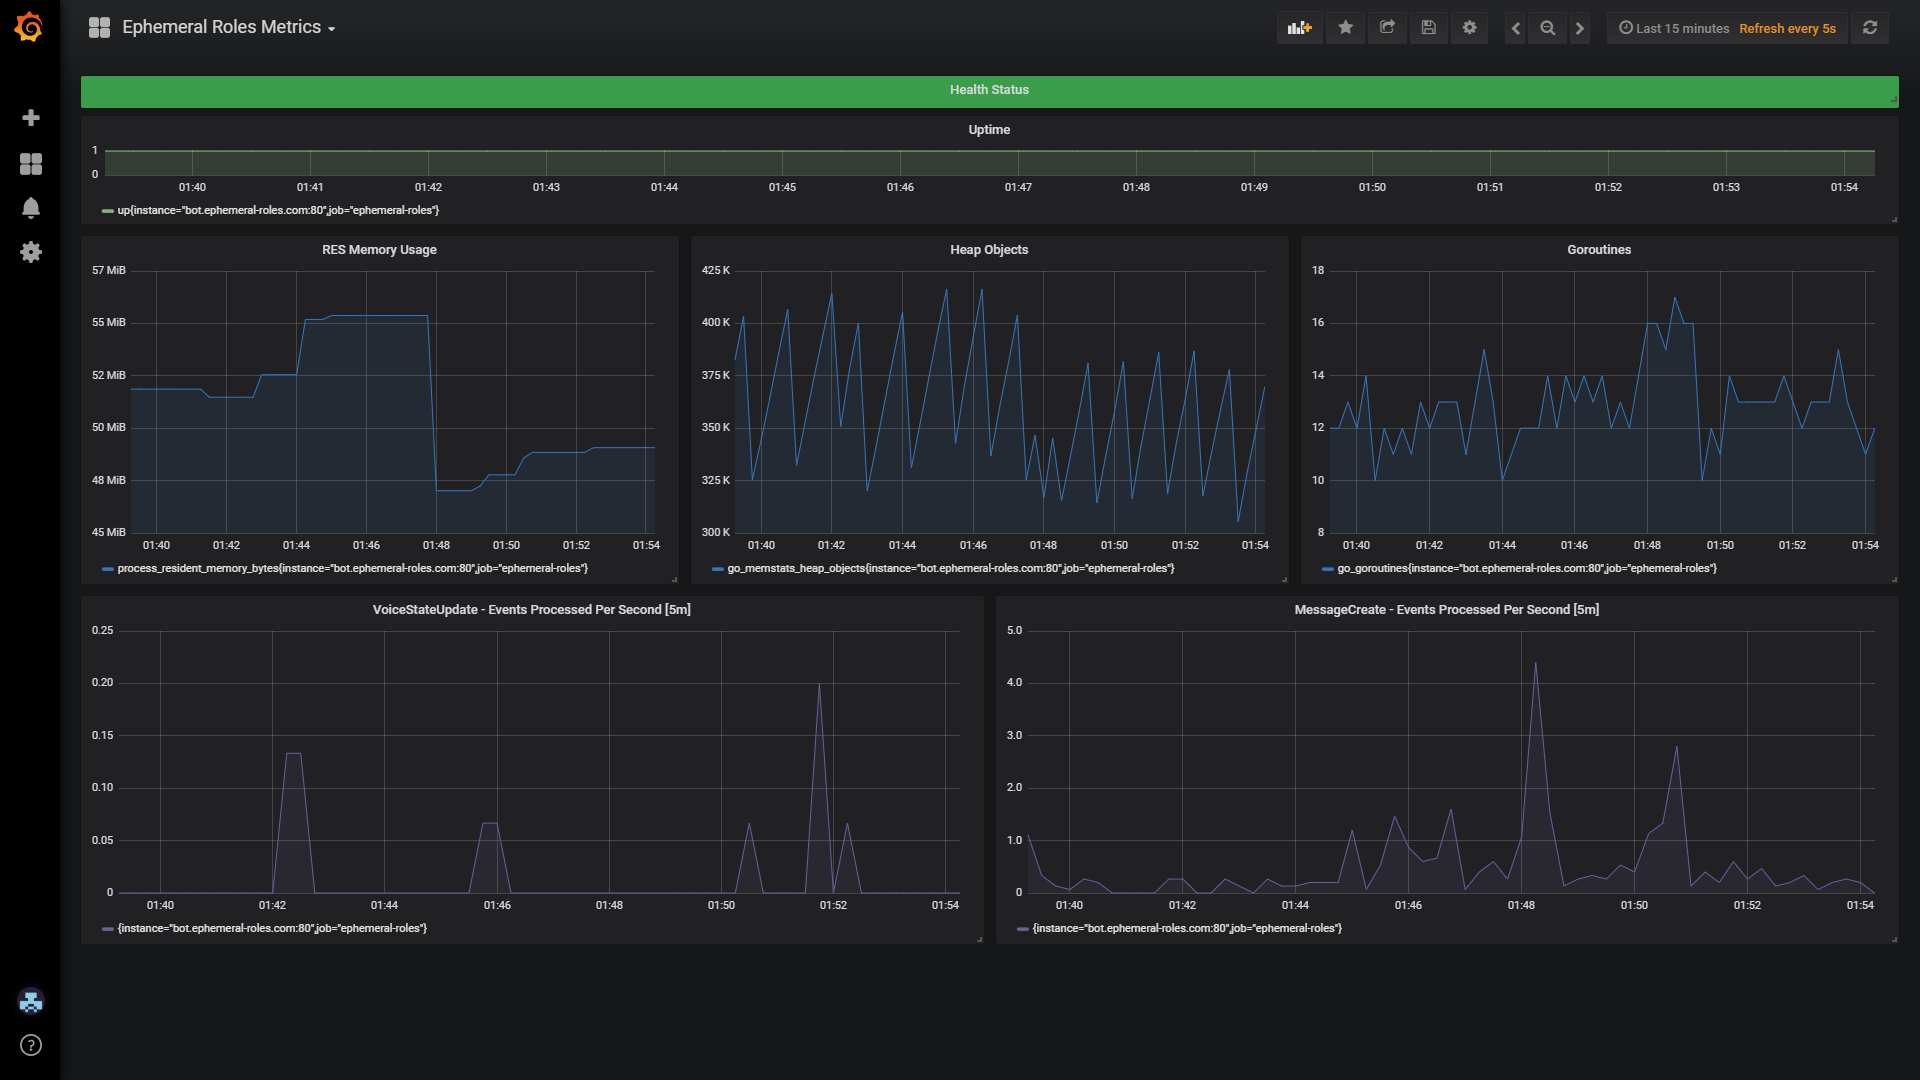 Ephemeral Roles Metrics
Last 15 minutes Refresh every 5s
Health Status
Uptime
1
0
01:40 01:41 01:42 01:43 01:44 01:45 01:46 01:47 01:48 01:49 01:50 01:51 01:52 01:53 01:54
up{instance="bot.ephemeral-roles.com:80",job="ephemeral-roles"}
RES Memory Usage
57 MiB
55 MiB
52 MiB
50 MiB
48 MiB
45 MiB
01:40 01:42 01:44 01:46 01:48 01:50 01:52 01:54
process_resident_memory_bytes{instance="bot.ephemeral-roles.com:80",job="ephemeral-roles"}
Heap Objects
425 K
400 K
375 K
350 K
325 K
300 K
01:40 01:42 01:44 01:46 01:48 01:50 01:52 01:54
go_memstats_heap_objects{instance="bot.ephemeral-roles.com:80",job="ephemeral-roles"}
Goroutines
18
16
14
12
10
8
01:40 01:42 01:44 01:46 01:48 01:50 01:52 01:54
go_goroutines{instance="bot.ephemeral-roles.com:80",job="ephemeral-roles"}
VoiceStateUpdate - Events Processed Per Second [5m]
0.25
0.20
0.15
0.10
0.05
0
01:40 01:42 01:44 01:46 01:48 01:50 01:52 01:54
{instance="bot.ephemeral-roles.com:80",job="ephemeral-roles"}
MessageCreate - Events Processed Per Second [5m]
5.0
4.0
3.0
2.0
1.0
0
01:40 01:42 01:44 01:46 01:48 01:50 01:52 01:54
{instance="bot.ephemeral-roles.com:80",job="ephemeral-roles"}
?